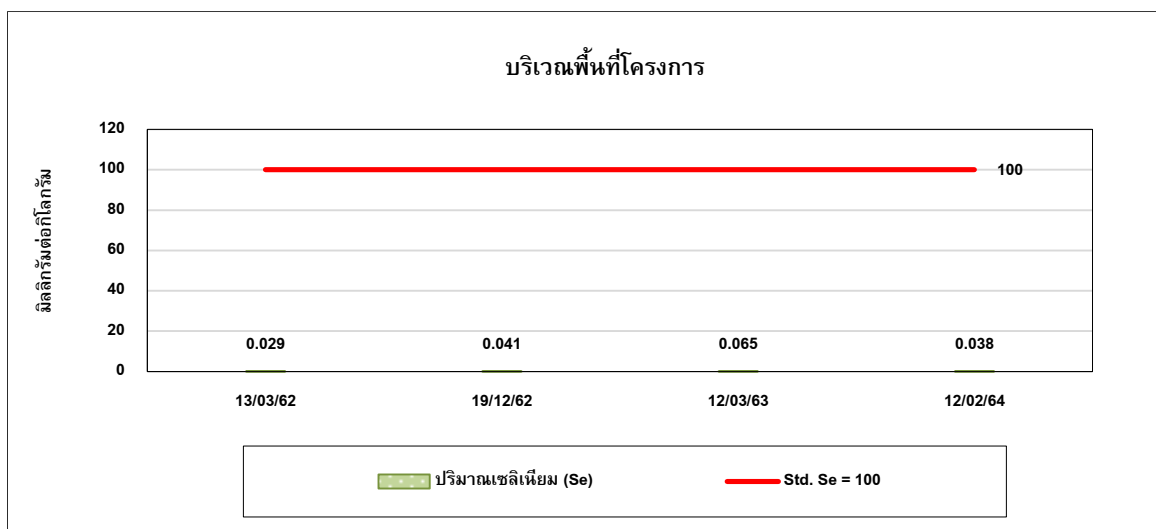 บริเวณพื้นที่โครงการ
มิลลิกรัมต่อกิโลกรัม
120
100
80
60
40
20
0
100
0.029 0.041 0.065 0.038
13/03/62 19/12/62 12/03/63 12/02/64
ปริมาณเซลิเนียม (Se) Std. Se = 100